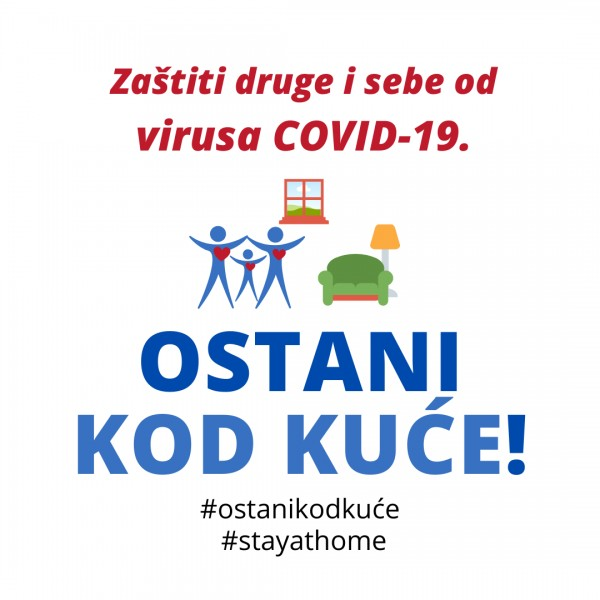 Zaštiti druge i sebe od
virusa COVID-19.
OSTANI
KOD KUĆE!
#ostanikodkuće
#stayathome